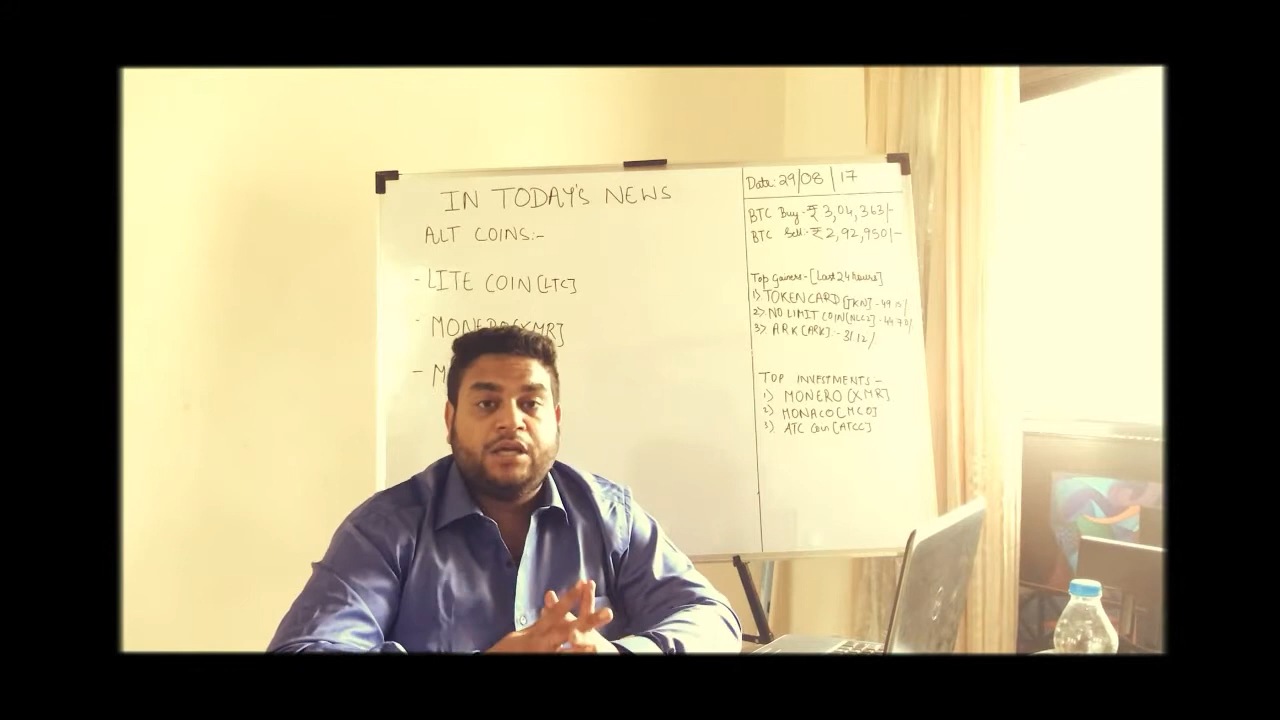 IN TODAY'S NEWS
ALT COINS:-
- LITE COIN [LTC]
- MONERO [XMR]
- M
Date: 29/08/17
BTC Buy - ₹ 3,04,363/-
BTC Sell - ₹ 2,92,950/-
Top Gainers - [Last 24 hours]
1) TOKEN CARD [TKN] -
2) NO LIMIT COIN [NLC2] -
3) ARK [ARK] - 31.12%
TOP INVESTMENTS -
1) MONERO [XMR]
2) MONACO [MCO]
3) ATC Coin [ATCC]